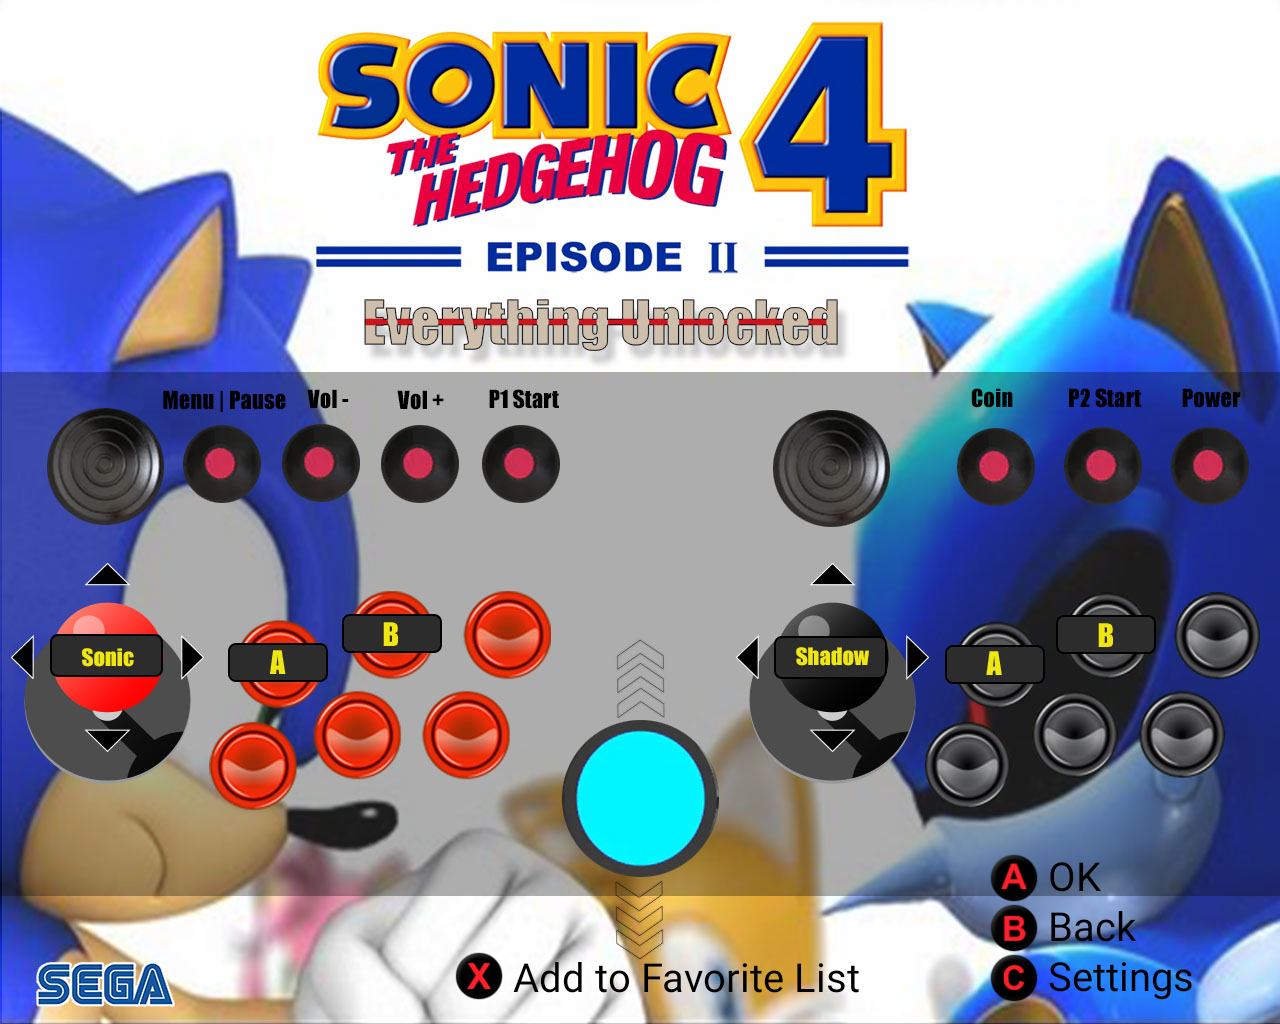 SONIC 4
THE
HEDGEHOG
EPISODE II
Everything Unlocked
Menu | Pause Vol - Vol + P1 Start Coin P2 Start Power
Sonic A B Shadow A B
A OK
B Back
X Add to Favorite List C Settings
SEGA